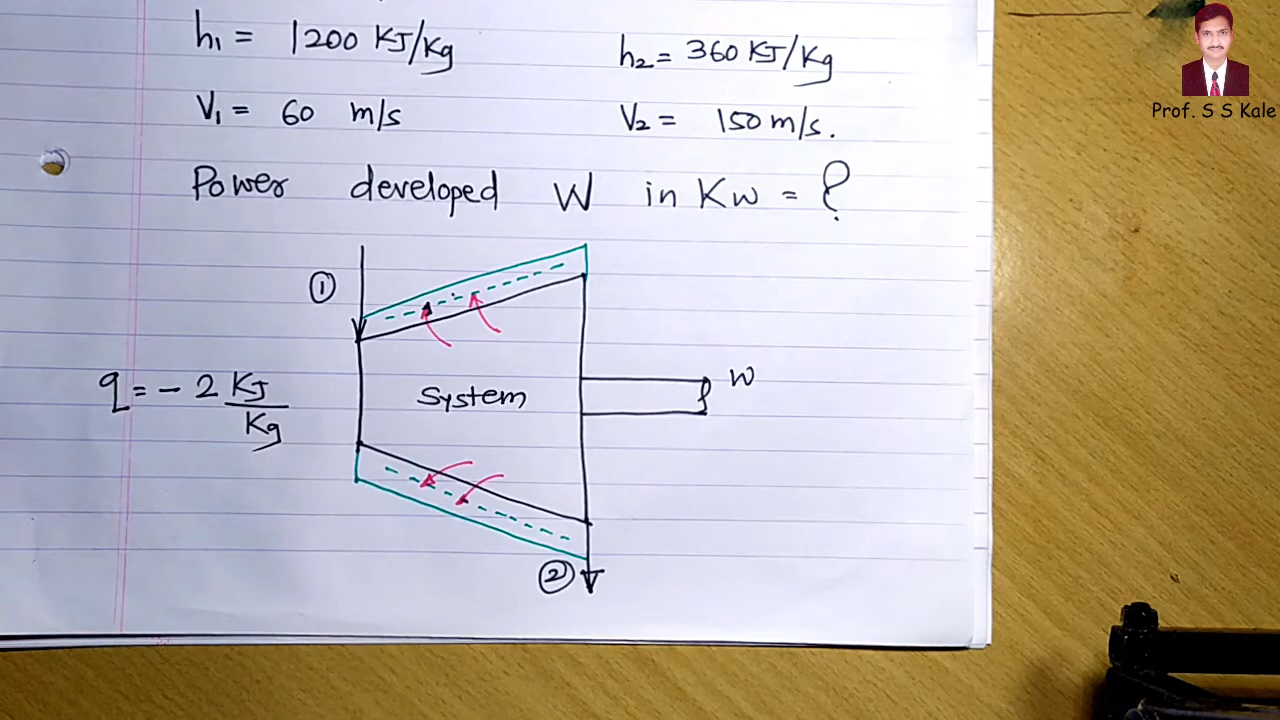 h₁ = 1200 KJ/Kg
h₂ = 360 KJ/Kg
V₁ = 60 m/s
V₂ = 150 m/s.
Power developed W in Kw = ?
①
q = - 2 KJ/Kg
System
W
②
Prof. S S Kale